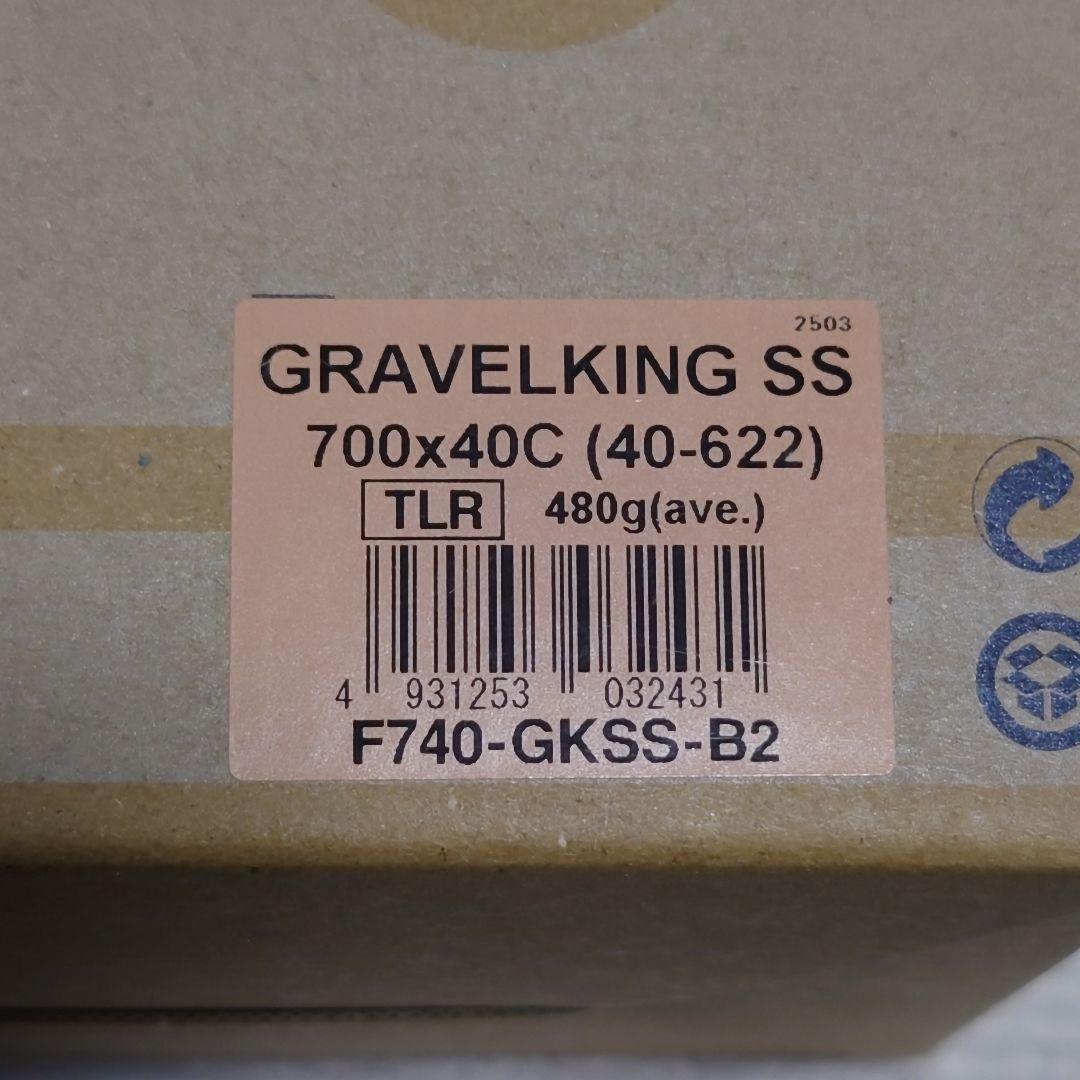 2503
GRAVELKING SS
700x40C (40-622)
TLR 480g(ave.)
4 931253 032431
F740-GKSS-B2